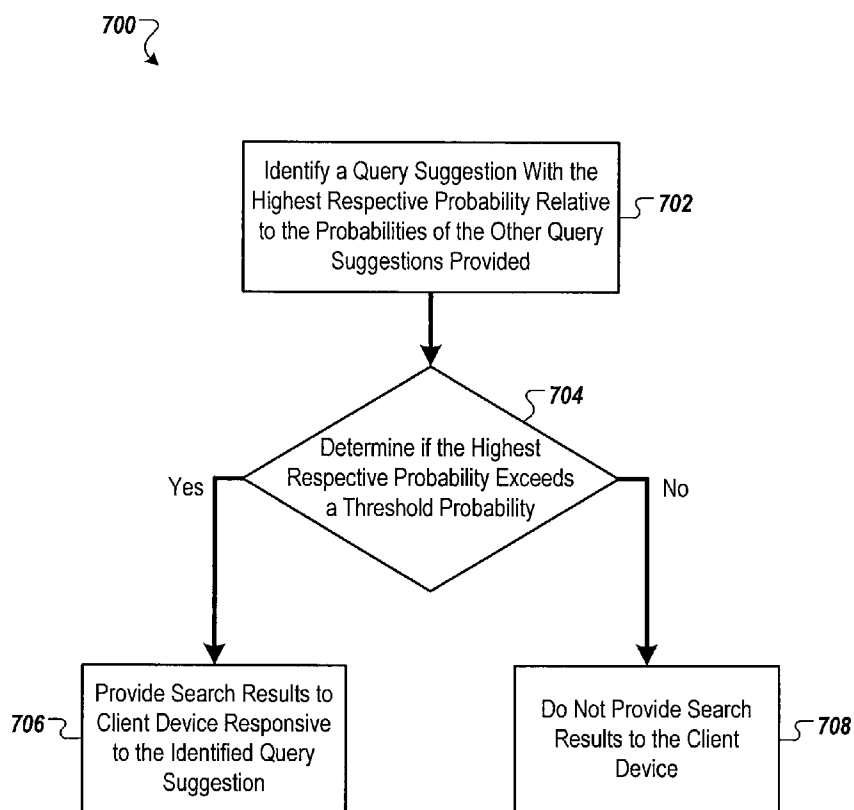 700
Identify a Query Suggestion With the
Highest Respective Probability Relative
to the Probabilities of the Other Query
Suggestions Provided
702
704
Determine if the Highest
Respective Probability Exceeds
a Threshold Probability
Yes
No
Provide Search Results to
Client Device Responsive
to the Identified Query
Suggestion
706
Do Not Provide Search
Results to the Client
Device
708